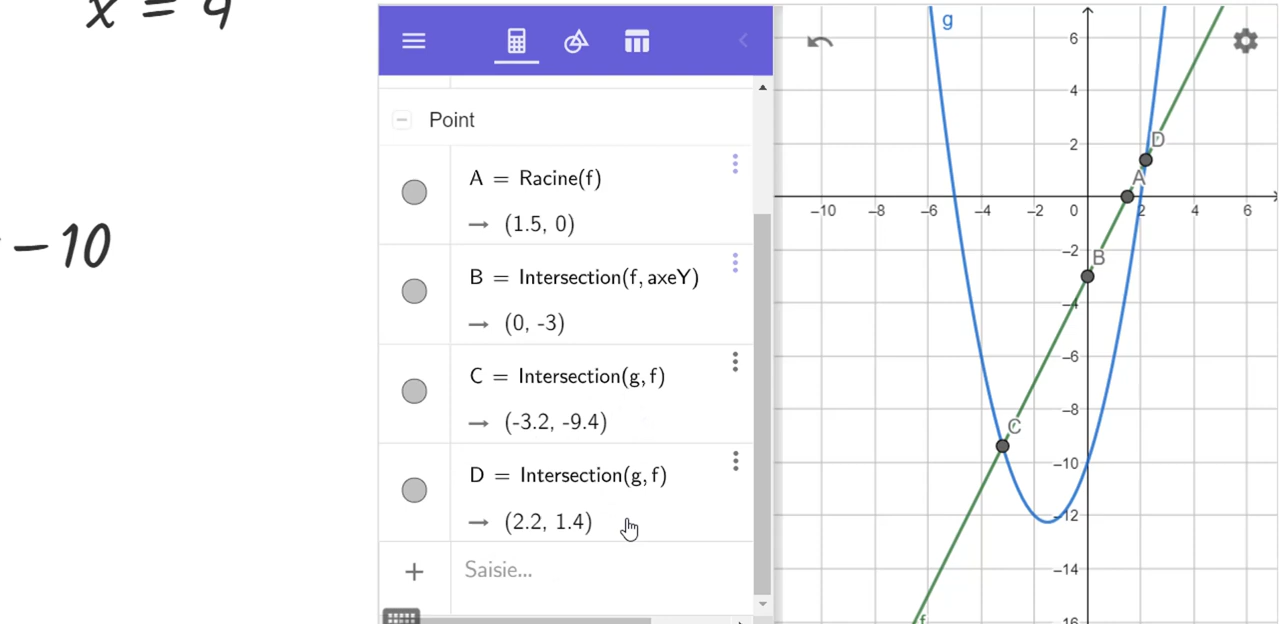 x = 4
-10
Point
A = Racine(f)
→ (1.5, 0)
B = Intersection(f, axeY)
→ (0, -3)
C = Intersection(g, f)
→ (-3.2, -9.4)
D = Intersection(g, f)
→ (2.2, 1.4)
Saisie...
g
6
4
2
D
A
-10 -8 -6 -4 -2 0 2 4 6
-2
B
-4
-6
-8
C
-10
-12
-14
16
f